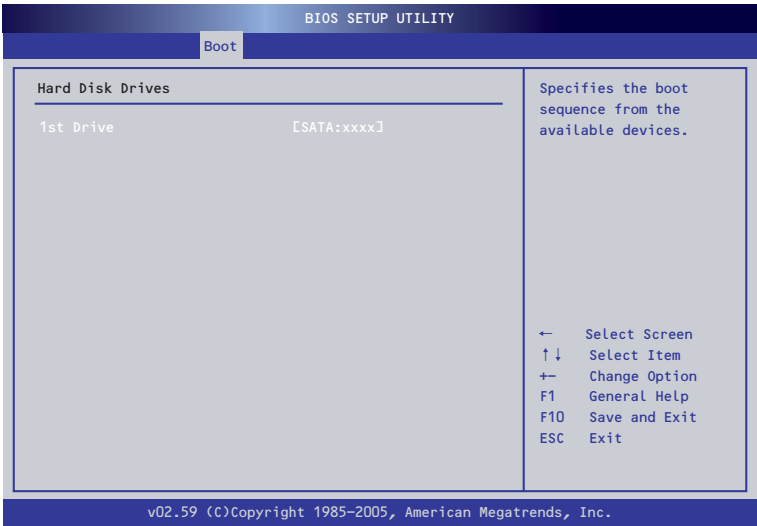 BIOS SETUP UTILITY
Boot
Hard Disk Drives
1st Drive [SATA:xxxx]
Specifies the boot
sequence from the
available devices.
← Select Screen
↑↓ Select Item
+- Change Option
F1 General Help
F10 Save and Exit
ESC Exit
v02.59 (C)Copyright 1985-2005, American Megatrends, Inc.